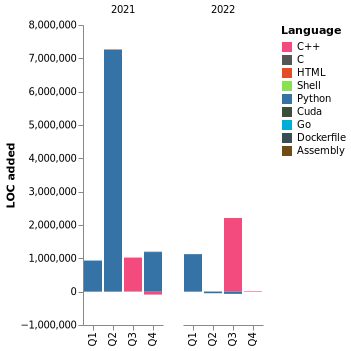 2021
2022
8,000,000
7,000,000
6,000,000
5,000,000
4,000,000
3,000,000
2,000,000
1,000,000
0
−1,000,000
LOC added
Q1
Q2
Q3
Q4
Q1
Q2
Q3
Q4
Language
C++
C
HTML
Shell
Python
Cuda
Go
Dockerfile
Assembly